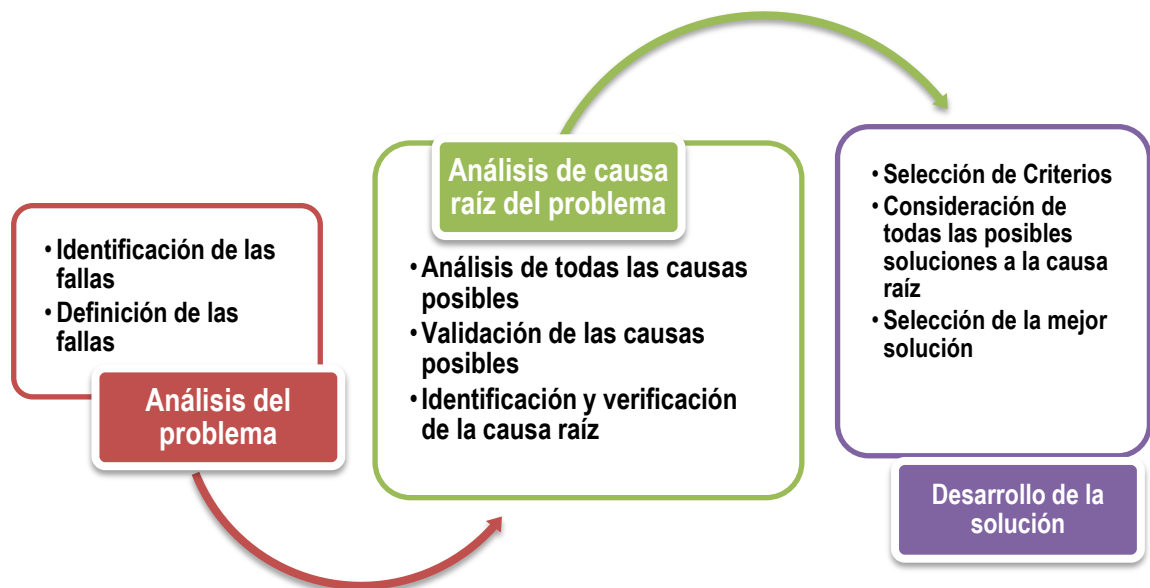 • Identificación de las
fallas
• Definición de las
fallas
Análisis del
problema
Análisis de causa
raíz del problema
• Análisis de todas las causas
posibles
• Validación de las causas
posibles
• Identificación y verificación
de la causa raíz
• Selección de Criterios
• Consideración de
todas las posibles
soluciones a la causa
raíz
• Selección de la mejor
solución
Desarrollo de la
solución